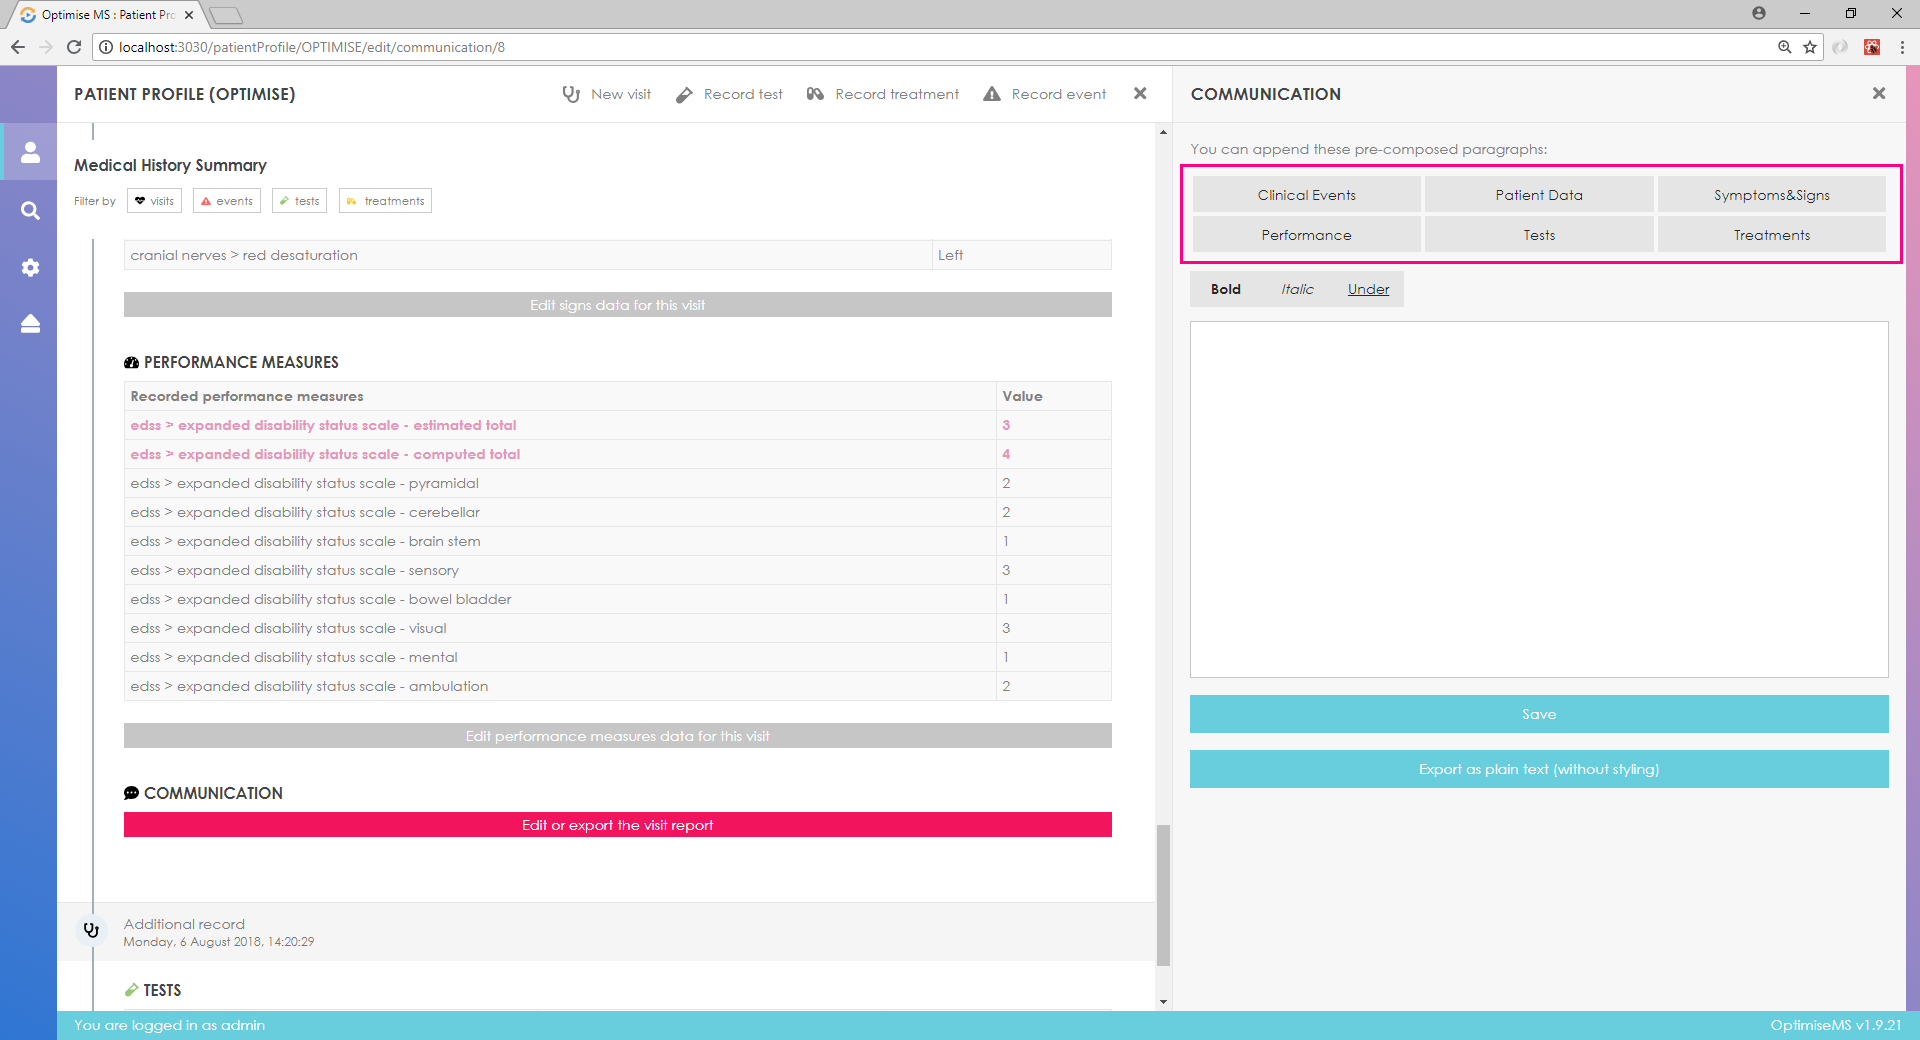 Optimise MS : Patient Pro
localhost:3030/patientProfile/OPTIMISE/edit/communication/8
PATIENT PROFILE (OPTIMISE)
New visit
Record test
Record treatment
Record event
Medical History Summary
Filter by
visits
events
tests
treatments
cranial nerves > red desaturation
Left
Edit signs data for this visit
PERFORMANCE MEASURES
Recorded performance measures
Value
edss > expanded disability status scale - estimated total
3
edss > expanded disability status scale - computed total
4
edss > expanded disability status scale - pyramidal
2
edss > expanded disability status scale - cerebellar
2
edss > expanded disability status scale - brain stem
1
edss > expanded disability status scale - sensory
3
edss > expanded disability status scale - bowel bladder
1
edss > expanded disability status scale - visual
3
edss > expanded disability status scale - mental
1
edss > expanded disability status scale - ambulation
2
Edit performance measures data for this visit
COMMUNICATION
Edit or export the visit report
Additional record
Monday, 6 August 2018, 14:20:29
TESTS
COMMUNICATION
You can append these pre-composed paragraphs:
Clinical Events
Patient Data
Symptoms&Signs
Performance
Tests
Treatments
Bold
Italic
Under
Save
Export as plain text (without styling)
You are logged in as admin
OptimiseMS v1.9.21